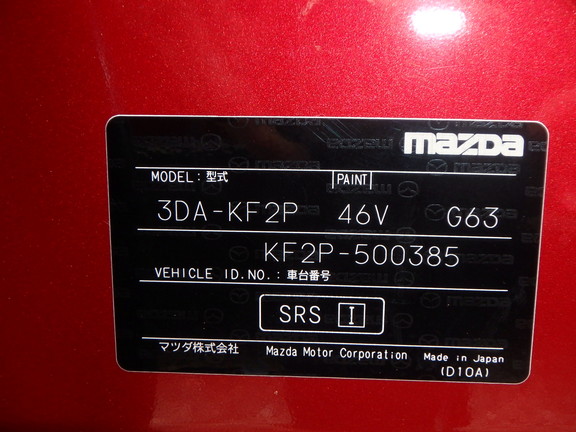 mazda
MODEL: 型式 PAINT
3DA-KF2P 46V G63
KF2P-500385
VEHICLE ID.NO.: 車台番号
SRS I
マツダ株式会社 Mazda Motor Corporation Made in Japan
(D10A)